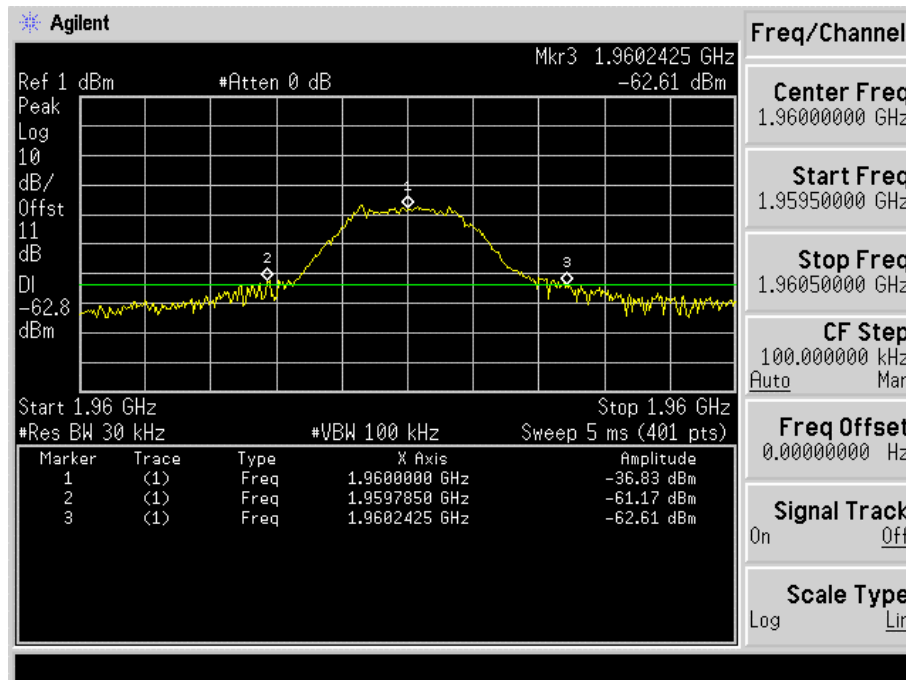 Agilent
Freq/Channel
Mkr3 1.9602425 GHz
Ref 1 dBm #Atten 0 dB -62.61 dBm
Peak
Log
10
dB/
Offst
11
dB
DI
-62.8
dBm
1
2
3
Start 1.96 GHz Stop 1.96 GHz
#Res BW 30 kHz #VBW 100 kHz Sweep 5 ms (401 pts)
Marker Trace Type X Axis Amplitude
1 (1) Freq 1.9600000 GHz -36.83 dBm
2 (1) Freq 1.9597850 GHz -61.17 dBm
3 (1) Freq 1.9602425 GHz -62.61 dBm
Center Freq
1.96000000 GHz
Start Freq
1.95950000 GHz
Stop Freq
1.96050000 GHz
CF Step
100.000000 kHz
Auto Man
Freq Offset
0.00000000 Hz
Signal Track
On Off
Scale Type
Log Lin